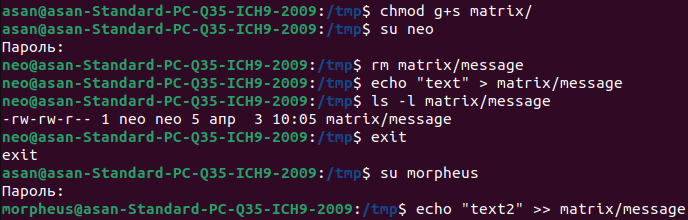 asan@asan-Standard-PC-Q35-ICH9-2009:/tmp$ chmod g+s matrix/
asan@asan-Standard-PC-Q35-ICH9-2009:/tmp$ su neo
Пароль:
neo@asan-Standard-PC-Q35-ICH9-2009:/tmp$ rm matrix/message
neo@asan-Standard-PC-Q35-ICH9-2009:/tmp$ echo "text" > matrix/message
neo@asan-Standard-PC-Q35-ICH9-2009:/tmp$ ls -l matrix/message
-rw-rw-r-- 1 neo neo 5 апр  3 10:05 matrix/message
neo@asan-Standard-PC-Q35-ICH9-2009:/tmp$ exit
exit
asan@asan-Standard-PC-Q35-ICH9-2009:/tmp$ su morpheus
Пароль:
morpheus@asan-Standard-PC-Q35-ICH9-2009:/tmp$ echo "text2" >> matrix/message